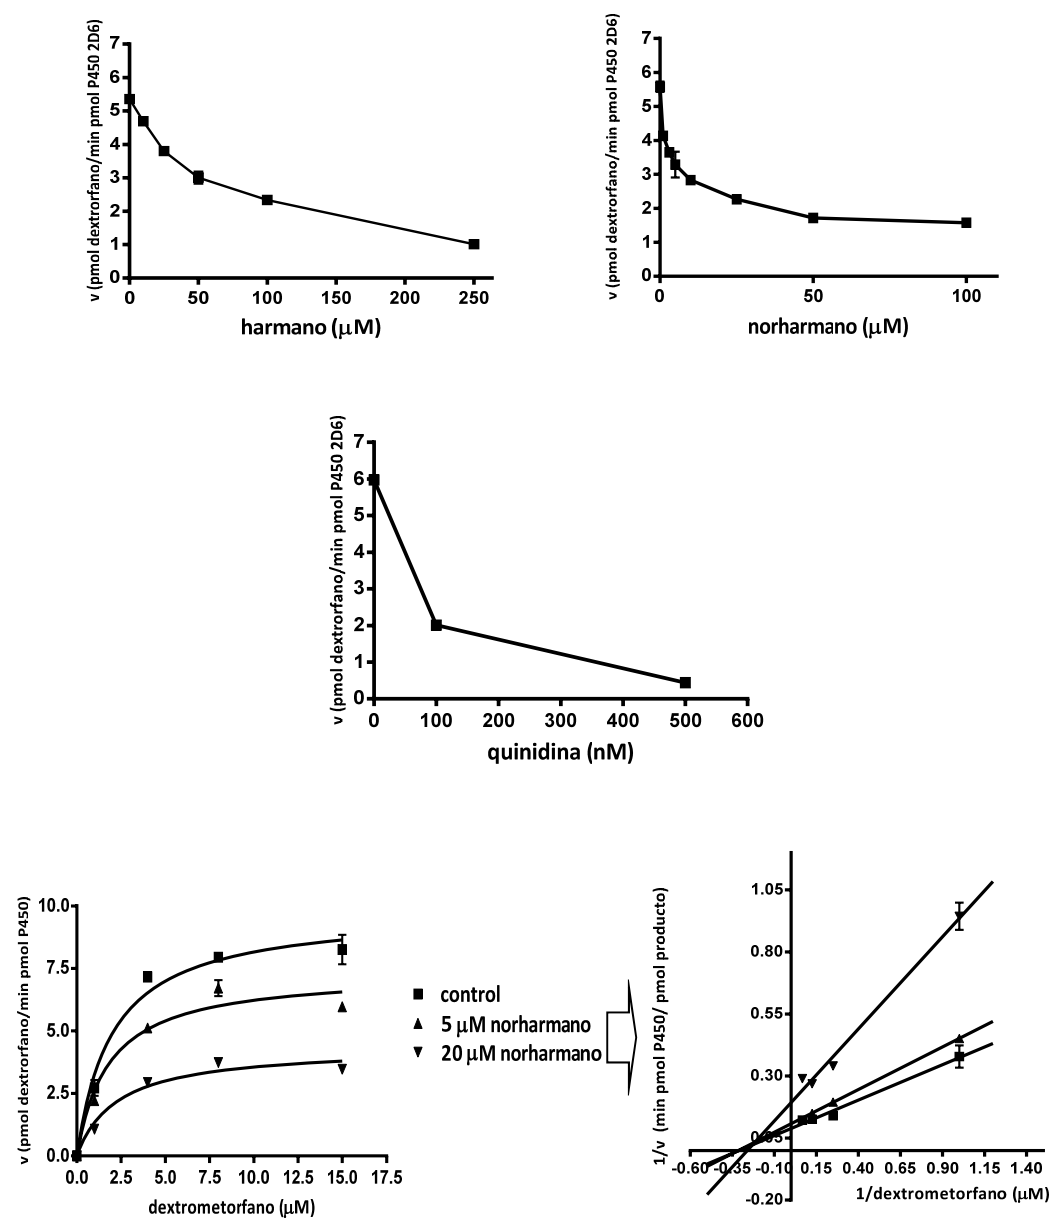 v (pmol dextrorfano/min pmol P450 2D6)
7
6
5
4
3
2
1
0
0 50 100 150 200 250
harmano (μM)
v (pmol dextrorfano/min pmol P450 2D6)
7
6
5
4
3
2
1
0
0 50 100
norharmano (μM)
v (pmol dextrorfano/min pmol P450 2D6)
7
6
5
4
3
2
1
0
0 100 200 300 400 500 600
quinidina (nM)
v (pmol dextrorfano/min pmol P450)
10.0
7.5
5.0
2.5
0.0
0.0 2.5 5.0 7.5 10.0 12.5 15.0 17.5
dextrometorfano (μM)
control
5 μM norharmano
20 μM norharmano
1/v (min pmol P450/ pmol producto)
1.05
0.80
0.55
0.30
0.05
-0.20
-0.60 -0.35 -0.10 0.15 0.40 0.65 0.90 1.15 1.40
1/dextrometorfano (μM)